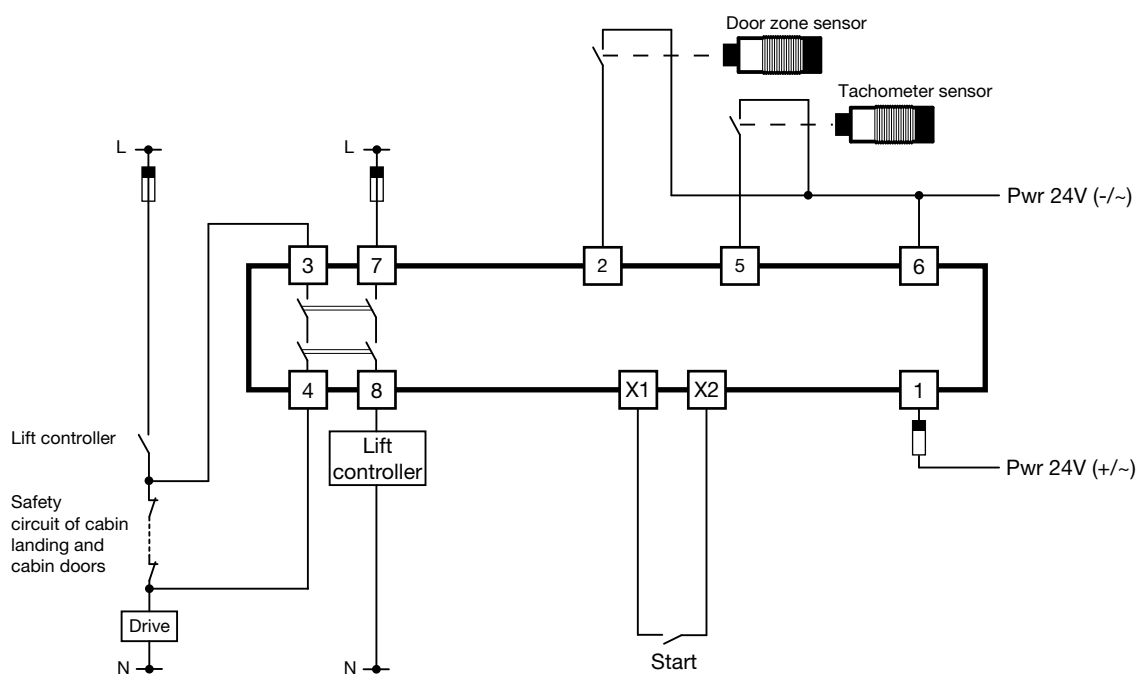 Door zone sensor
Tachometer sensor
L
L
Pwr 24V (-/~)
3
7
2
5
6
4
8
X1
X2
1
Lift controller
Lift
controller
Pwr 24V (+/~)
Safety
circuit of cabin
landing and
cabin doors
Drive
Start
N
N